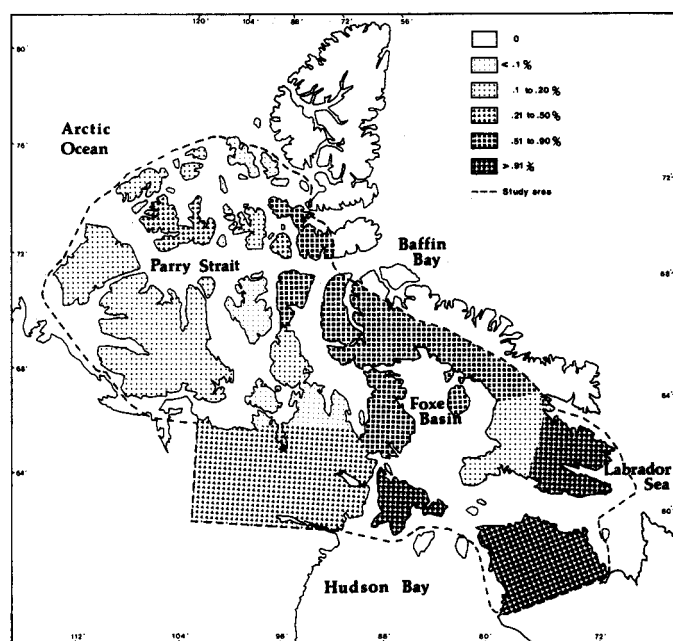 120° 104 88 72° 56°
80°
0
< .1 %
.1 to .20%
.21 to .50%
.51 to .90%
> .91 %
Study area
Arctic
Ocean
76°
72°
Baffin
Bay
72°
Parry Strait
68°
68°
Foxe
Basin
64°
64°
Labrador
Sea
60°
Hudson Bay
112° 104° 96° 88° 80° 72°